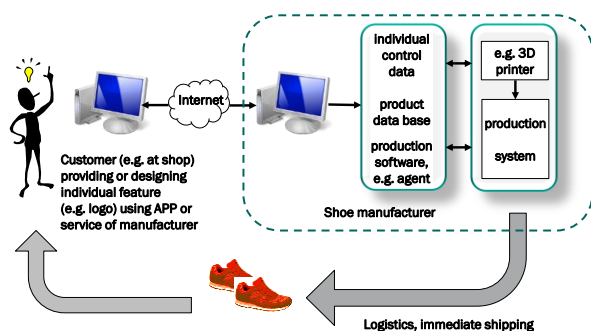 individual
control
data
product
data base
production
software,
e.g. agent
e.g. 3D
printer
production
system
Internet
Customer (e.g. at shop)
providing or designing
individual feature
(e.g. logo) using APP or
service of manufacturer
Shoe manufacturer
Logistics, immediate shipping